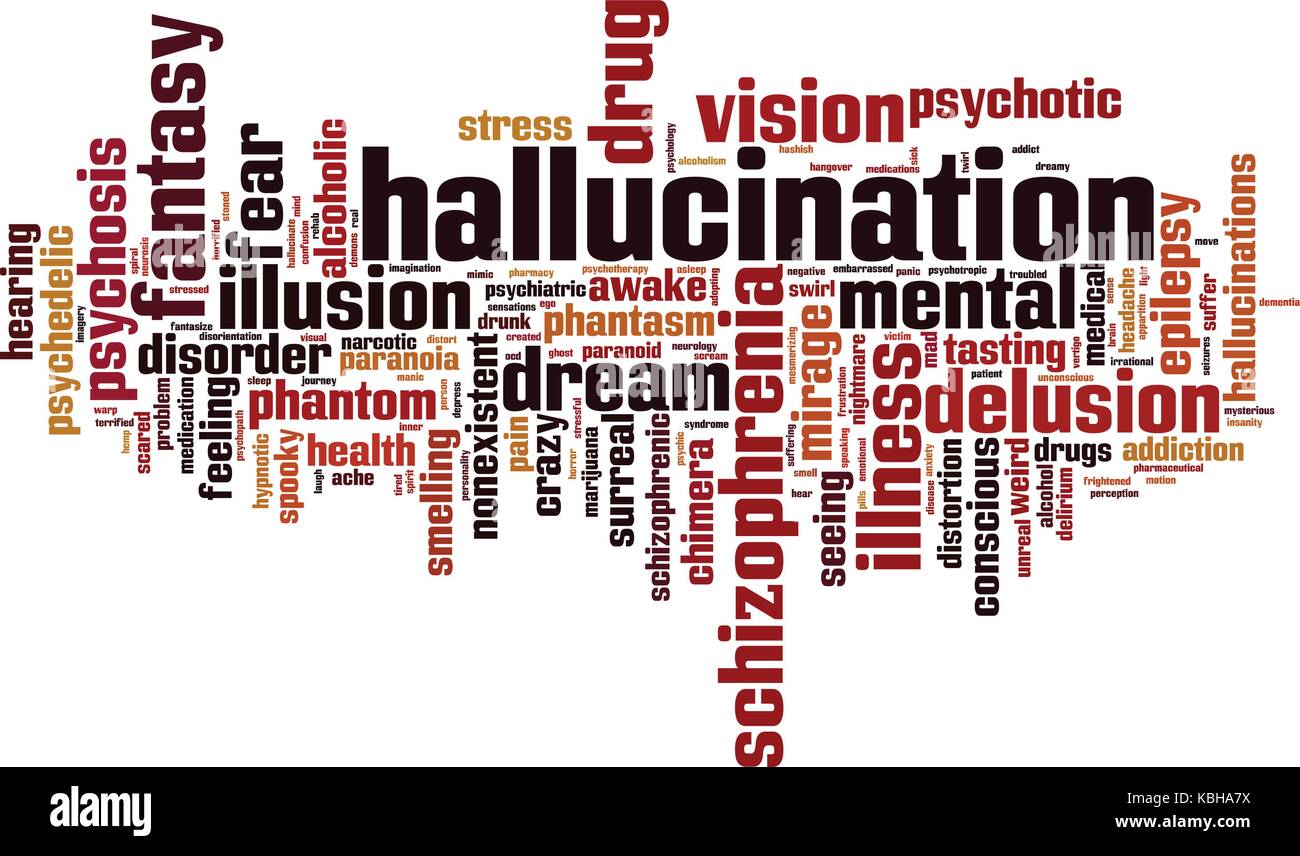 drug
fantasy
vision
psychotic
stress
psychology
alcoholism
hashish
hangover
medications
sick
twirl
addict
dreamy
hallucination
fear
alcoholic
psychosis
hearing
psychedelic
imagery
spiral
neurosis
horrified
stoned
hallucinate
confusion
mind
rehab
demons
real
stressed
illusion
imagination
mimic
pharmacy
psychotherapy
asleep
adopting
negative
embarrassed
panic
psychotropic
troubled
psychiatric
sensations
ego
awake
swirl
mental
medical
sense
brain
headache
apparition
light
epilepsy
move
suffer
seizures
hallucinations
dementia
fantasize
disorientation
visual
narcotic
distort
drunk
created
phantasm
schizophrenia
mesmerizing
mirage
nightmare
frustration
victim
illness
mad
tasting
vertigo
irrational
disorder
paranoia
manic
ocd
ghost
paranoid
neurology
scream
nonexistent
dream
patient
unconscious
delusion
mysterious
insanity
warp
terrified
hemp
scared
problem
medication
feeling
psychopath
sleep
journey
phantom
person
depress
inner
hypnotic
spooky
health
laugh
ache
tired
spirit
smelling
personality
pain
crazy
horror
stressful
marijuana
surreal
schizophrenic
psychic
syndrome
chimera
suffering
smell
hear
speaking
seeing
emotional
pills
disease
anxiety
distortion
conscious
weird
unreal
drugs
alcohol
delirium
addiction
pharmaceutical
frightened
motion
perception
alamy stock photo
a
alamy
Image ID: KBHA7X
www.alamy.com